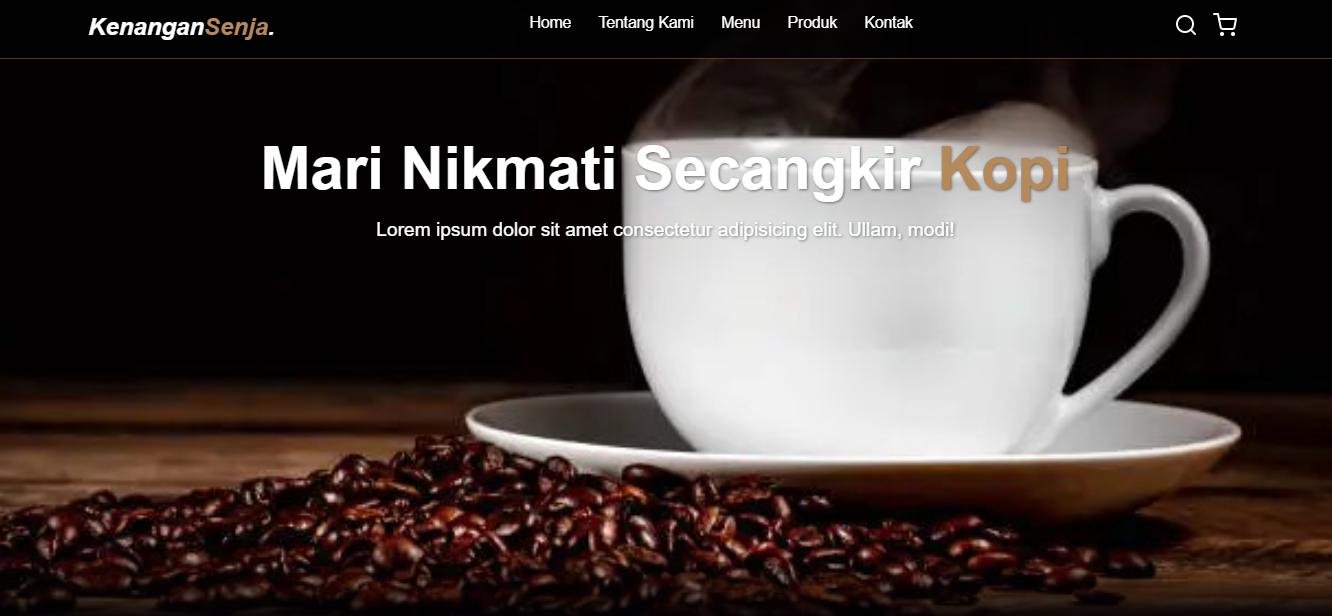 KenanganSenja.
Home Tentang Kami Menu Produk Kontak
Mari Nikmati Secangkir Kopi
Lorem ipsum dolor sit amet consectetur adipisicing elit. Ullam, modi!